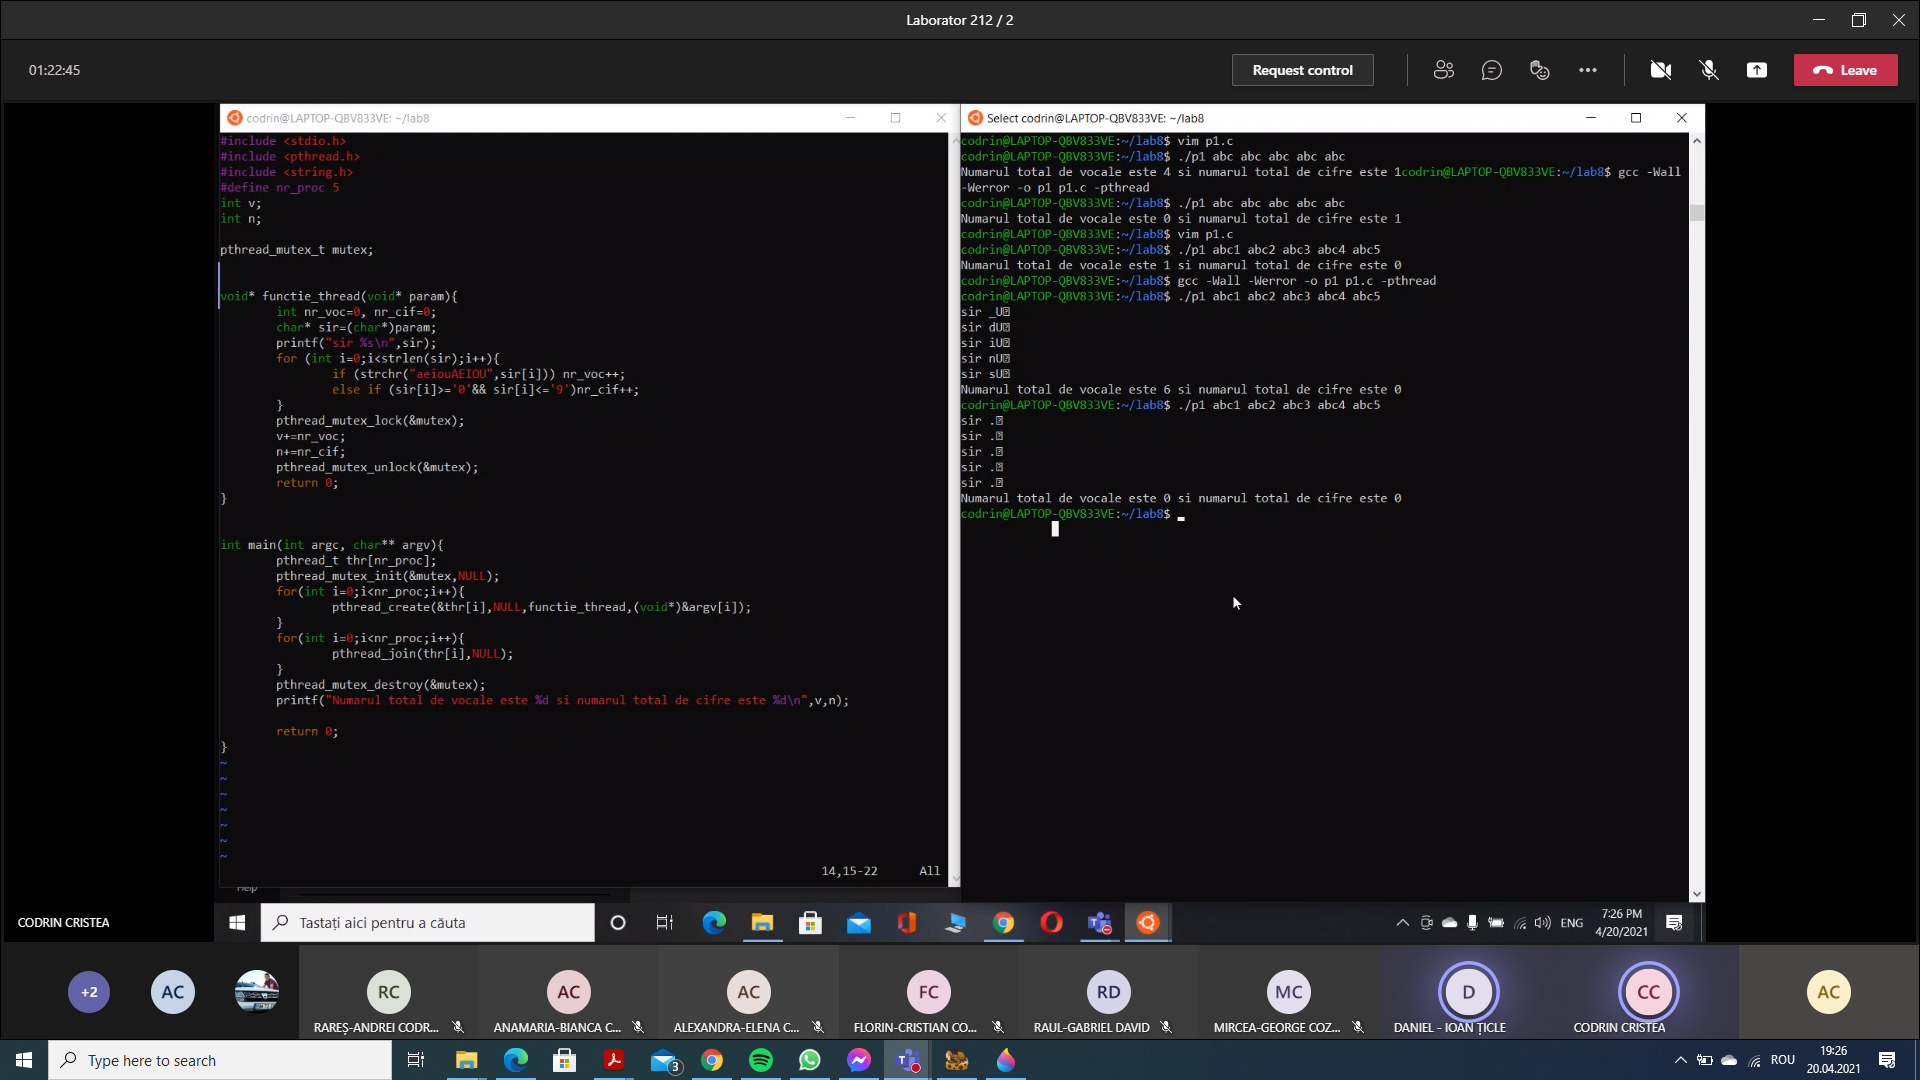 Laborator 212 / 2
01:22:45
Request control
Leave
codrin@LAPTOP-QBV833VE: ~/lab8
#include <stdio.h>
#include <pthread.h>
#include <string.h>
#define nr_proc 5
int v;
int n;
pthread_mutex_t mutex;
void* functie_thread(void* param){
int nr_voc=0, nr_cif=0;
char* sir=(char*)param;
printf("sir %s\n",sir);
for (int i=0;i<strlen(sir);i++){
if (strchr("aeiouAEIOU",sir[i])) nr_voc++;
else if (sir[i]>='0'&& sir[i]<='9')nr_cif++;
}
pthread_mutex_lock(&mutex);
v+=nr_voc;
n+=nr_cif;
pthread_mutex_unlock(&mutex);
return 0;
}
int main(int argc, char** argv){
pthread_t thr[nr_proc];
pthread_mutex_init(&mutex,NULL);
for(int i=0;i<nr_proc;i++){
pthread_create(&thr[i],NULL,functie_thread,(void*)&argv[i]);
}
for(int i=0;i<nr_proc;i++){
pthread_join(thr[i],NULL);
}
pthread_mutex_destroy(&mutex);
printf("Numarul total de vocale este %d si numarul total de cifre este %d\n",v,n);
return 0;
}
~
~
~
~
~
~
~
14,15-22 All
Help
Select codrin@LAPTOP-QBV833VE: ~/lab8
codrin@LAPTOP-QBV833VE:~/lab8$ vim p1.c
codrin@LAPTOP-QBV833VE:~/lab8$ ./p1 abc abc abc abc abc
Numarul total de vocale este 4 si numarul total de cifre este 1codrin@LAPTOP-QBV833VE:~/lab8$ gcc -Wall
-Werror -o p1 p1.c -pthread
codrin@LAPTOP-QBV833VE:~/lab8$ ./p1 abc abc abc abc abc
Numarul total de vocale este 0 si numarul total de cifre este 1
codrin@LAPTOP-QBV833VE:~/lab8$ vim p1.c
codrin@LAPTOP-QBV833VE:~/lab8$ ./p1 abc1 abc2 abc3 abc4 abc5
Numarul total de vocale este 1 si numarul total de cifre este 0
codrin@LAPTOP-QBV833VE:~/lab8$ gcc -Wall -Werror -o p1 p1.c -pthread
codrin@LAPTOP-QBV833VE:~/lab8$ ./p1 abc1 abc2 abc3 abc4 abc5
sir _U
sir dU
sir iU
sir nU
sir sU
Numarul total de vocale este 6 si numarul total de cifre este 0
codrin@LAPTOP-QBV833VE:~/lab8$ ./p1 abc1 abc2 abc3 abc4 abc5
sir .
sir .
sir .
sir .
sir .
Numarul total de vocale este 0 si numarul total de cifre este 0
codrin@LAPTOP-QBV833VE:~/lab8$
CODRIN CRISTEA
Tastați aici pentru a căuta
ENG
7:26 PM
4/20/2021
+2
AC
RC
AC
AC
FC
RD
MC
D
CC
AC
RAREȘ-ANDREI CODR...
ANAMARIA-BIANCA C...
ALEXANDRA-ELENA C...
FLORIN-CRISTIAN CO...
RAUL-GABRIEL DAVID
MIRCEA-GEORGE COZ...
DANIEL - IOAN ȚICLE
CODRIN CRISTEA
Type here to search
3
ROU
19:26
20.04.2021